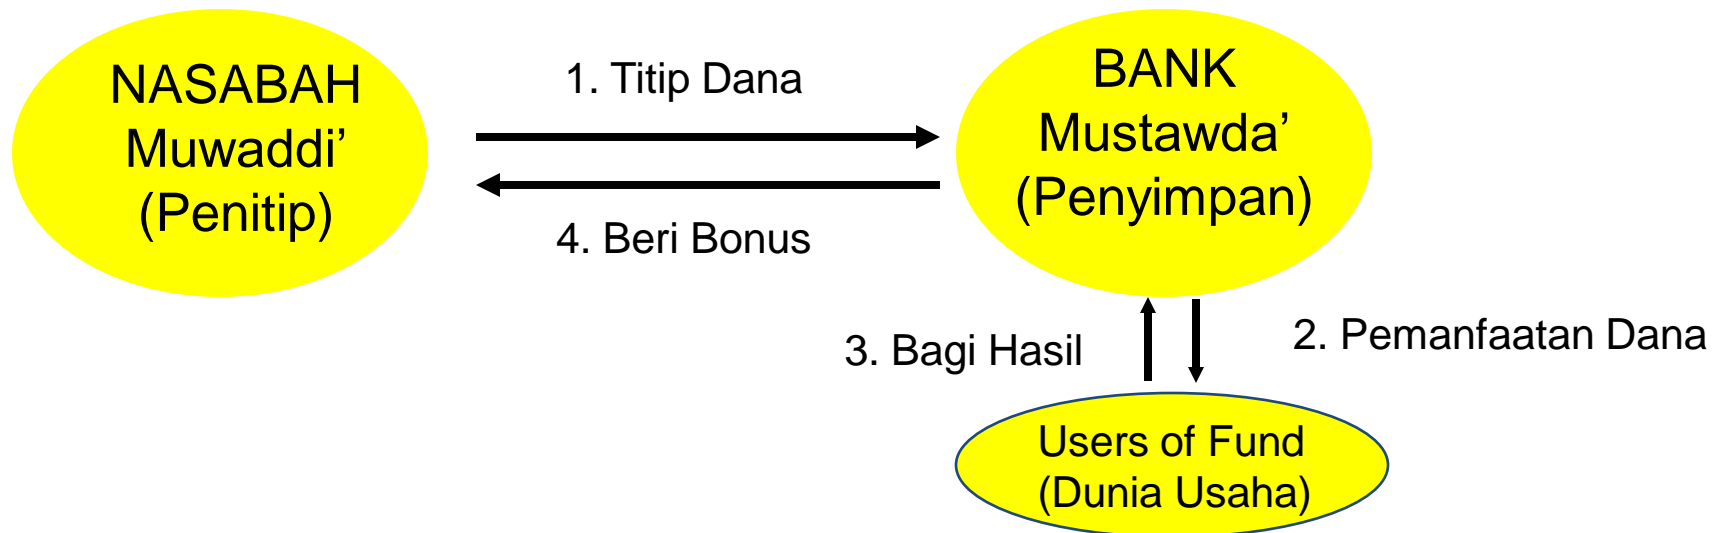 NASABAH
Muwaddi’
(Penitip)
1. Titip Dana
4. Beri Bonus
BANK
Mustawda’
(Penyimpan)
3. Bagi Hasil
2. Pemanfaatan Dana
Users of Fund
(Dunia Usaha)